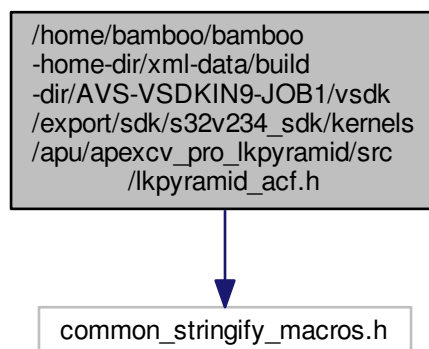 /home/bamboo/bamboo
-home-dir/xml-data/build
-dir/AVS-VSDKIN9-JOB1/vsdk
/export/sdk/s32v234_sdk/kernels
/apu/apexcv_pro_lkpyramid/src
/lkpyramid_acf.h
common_stringify_macros.h